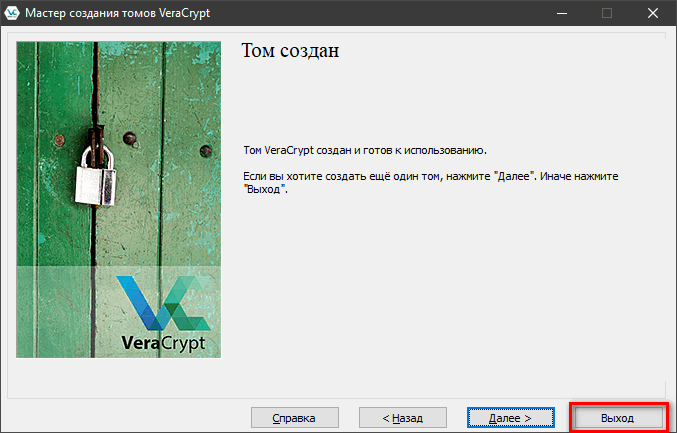 Мастер создания томов VeraCrypt
Том создан
Том VeraCrypt создан и готов к использованию.
Если вы хотите создать ещё один том, нажмите "Далее". Иначе нажмите
"Выход".
VeraCrypt
Справка
< Назад
Далее >
Выход